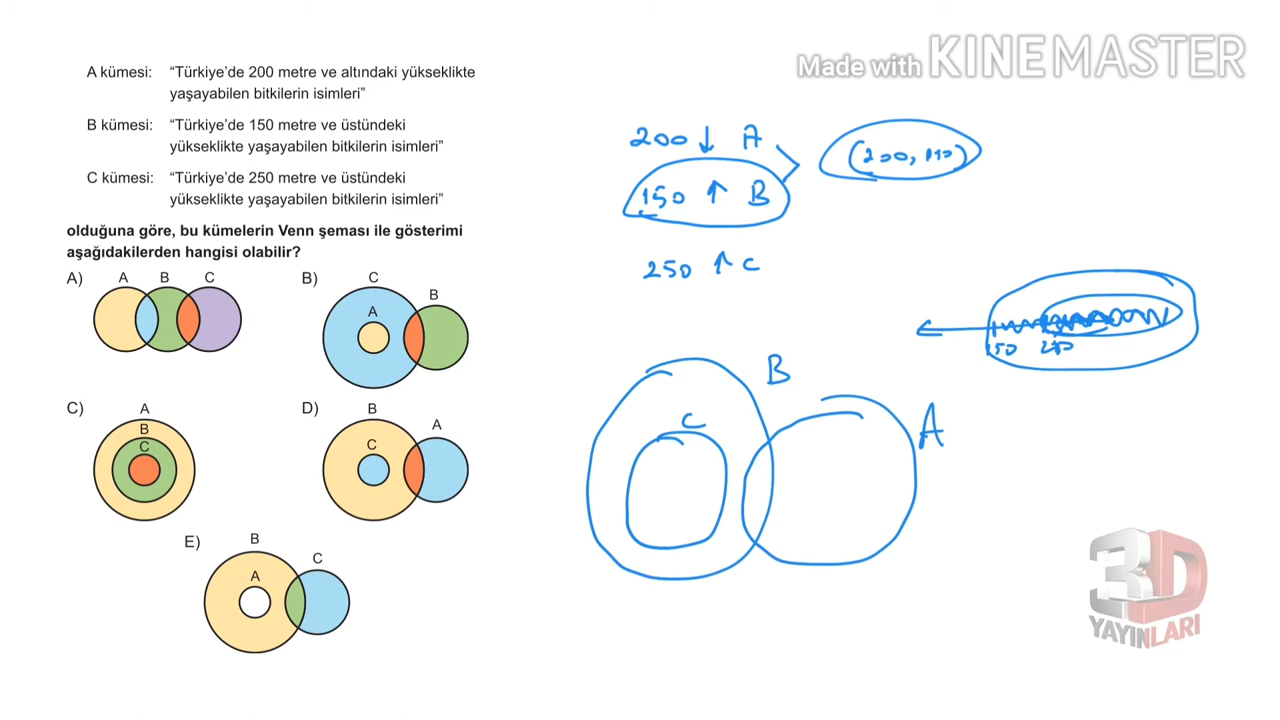 Made with KINEMASTER
A kümesi: “Türkiye’de 200 metre ve altındaki yükseklikte
yaşayabilen bitkilerin isimleri”
B kümesi: “Türkiye’de 150 metre ve üstündeki
yükseklikte yaşayabilen bitkilerin isimleri”
C kümesi: “Türkiye’de 250 metre ve üstündeki
yükseklikte yaşayabilen bitkilerin isimleri”
olduğuna göre, bu kümelerin Venn şeması ile gösterimi
aşağıdakilerden hangisi olabilir?
A) A B C
B) C B
A
C) A
B
C
D) B A
C
E) B C
A
200 ↓ A
(200, 150)
150 ↑ B
250 ↑ C
150 250
B
C
A
3D
YAYINLARI